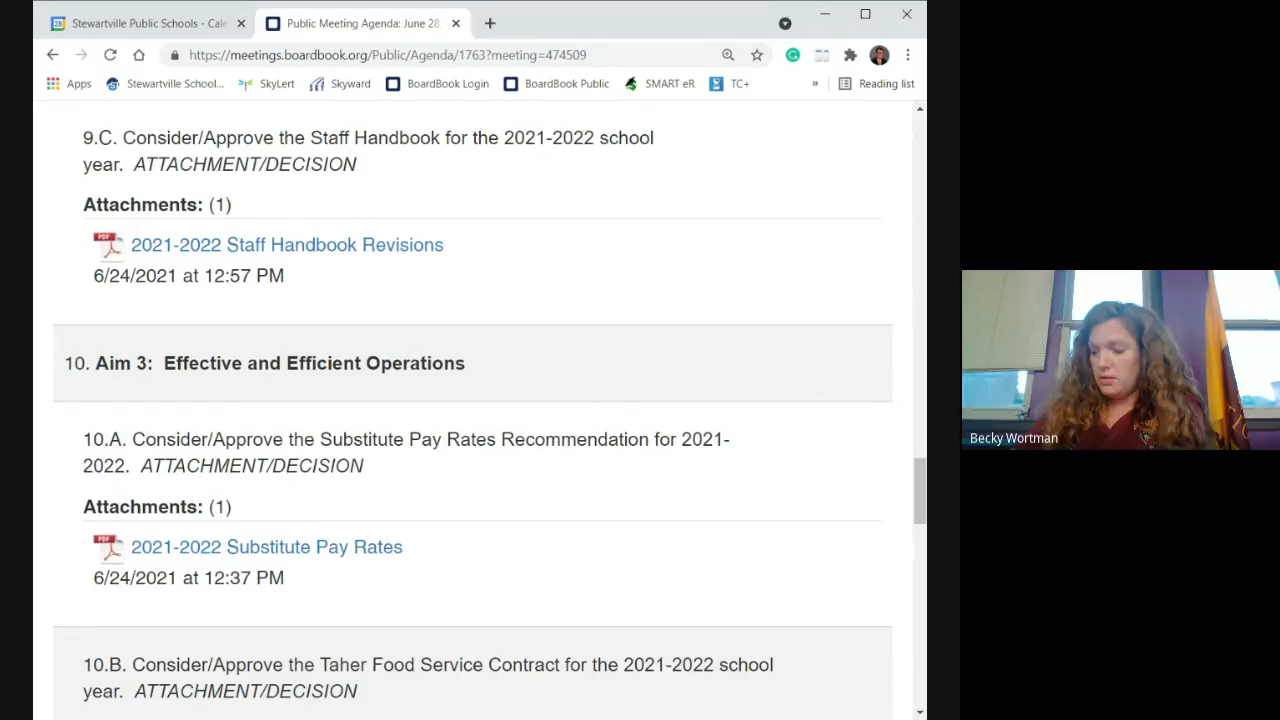 Stewartville Public Schools - Cale
Public Meeting Agenda: June 28,
https://meetings.boardbook.org/Public/Agenda/1763?meeting=474509
Apps
Stewartville School...
SkyLert
Skyward
BoardBook Login
BoardBook Public
SMART eR
TC+
»
Reading list
9.C. Consider/Approve the Staff Handbook for the 2021-2022 school
year. ATTACHMENT/DECISION
Attachments: (1)
PDF
2021-2022 Staff Handbook Revisions
6/24/2021 at 12:57 PM
10. Aim 3: Effective and Efficient Operations
10.A. Consider/Approve the Substitute Pay Rates Recommendation for 2021-
2022. ATTACHMENT/DECISION
Attachments: (1)
PDF
2021-2022 Substitute Pay Rates
6/24/2021 at 12:37 PM
10.B. Consider/Approve the Taher Food Service Contract for the 2021-2022 school
year. ATTACHMENT/DECISION
Becky Wortman